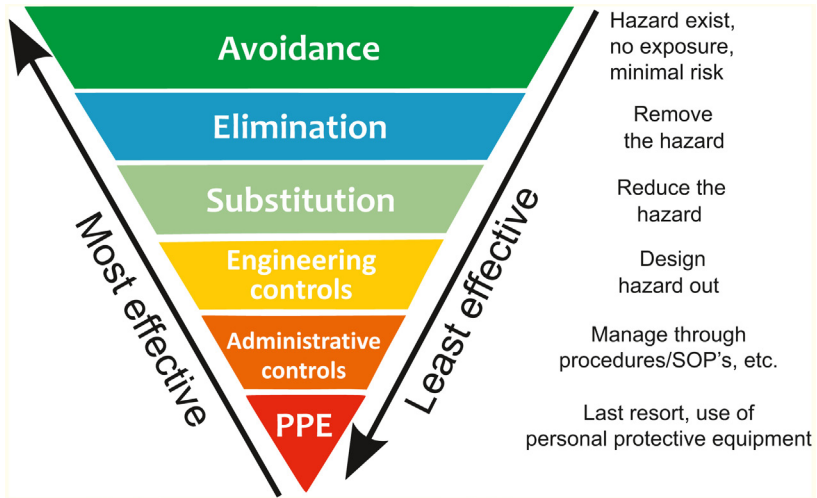 Avoidance
Hazard exist,
no exposure,
minimal risk
Elimination
Remove
the hazard
Substitution
Reduce the
hazard
Engineering
controls
Design
hazard out
Administrative
controls
Manage through
procedures/SOP's, etc.
PPE
Last resort, use of
personal protective equipment
Most effective
Least effective